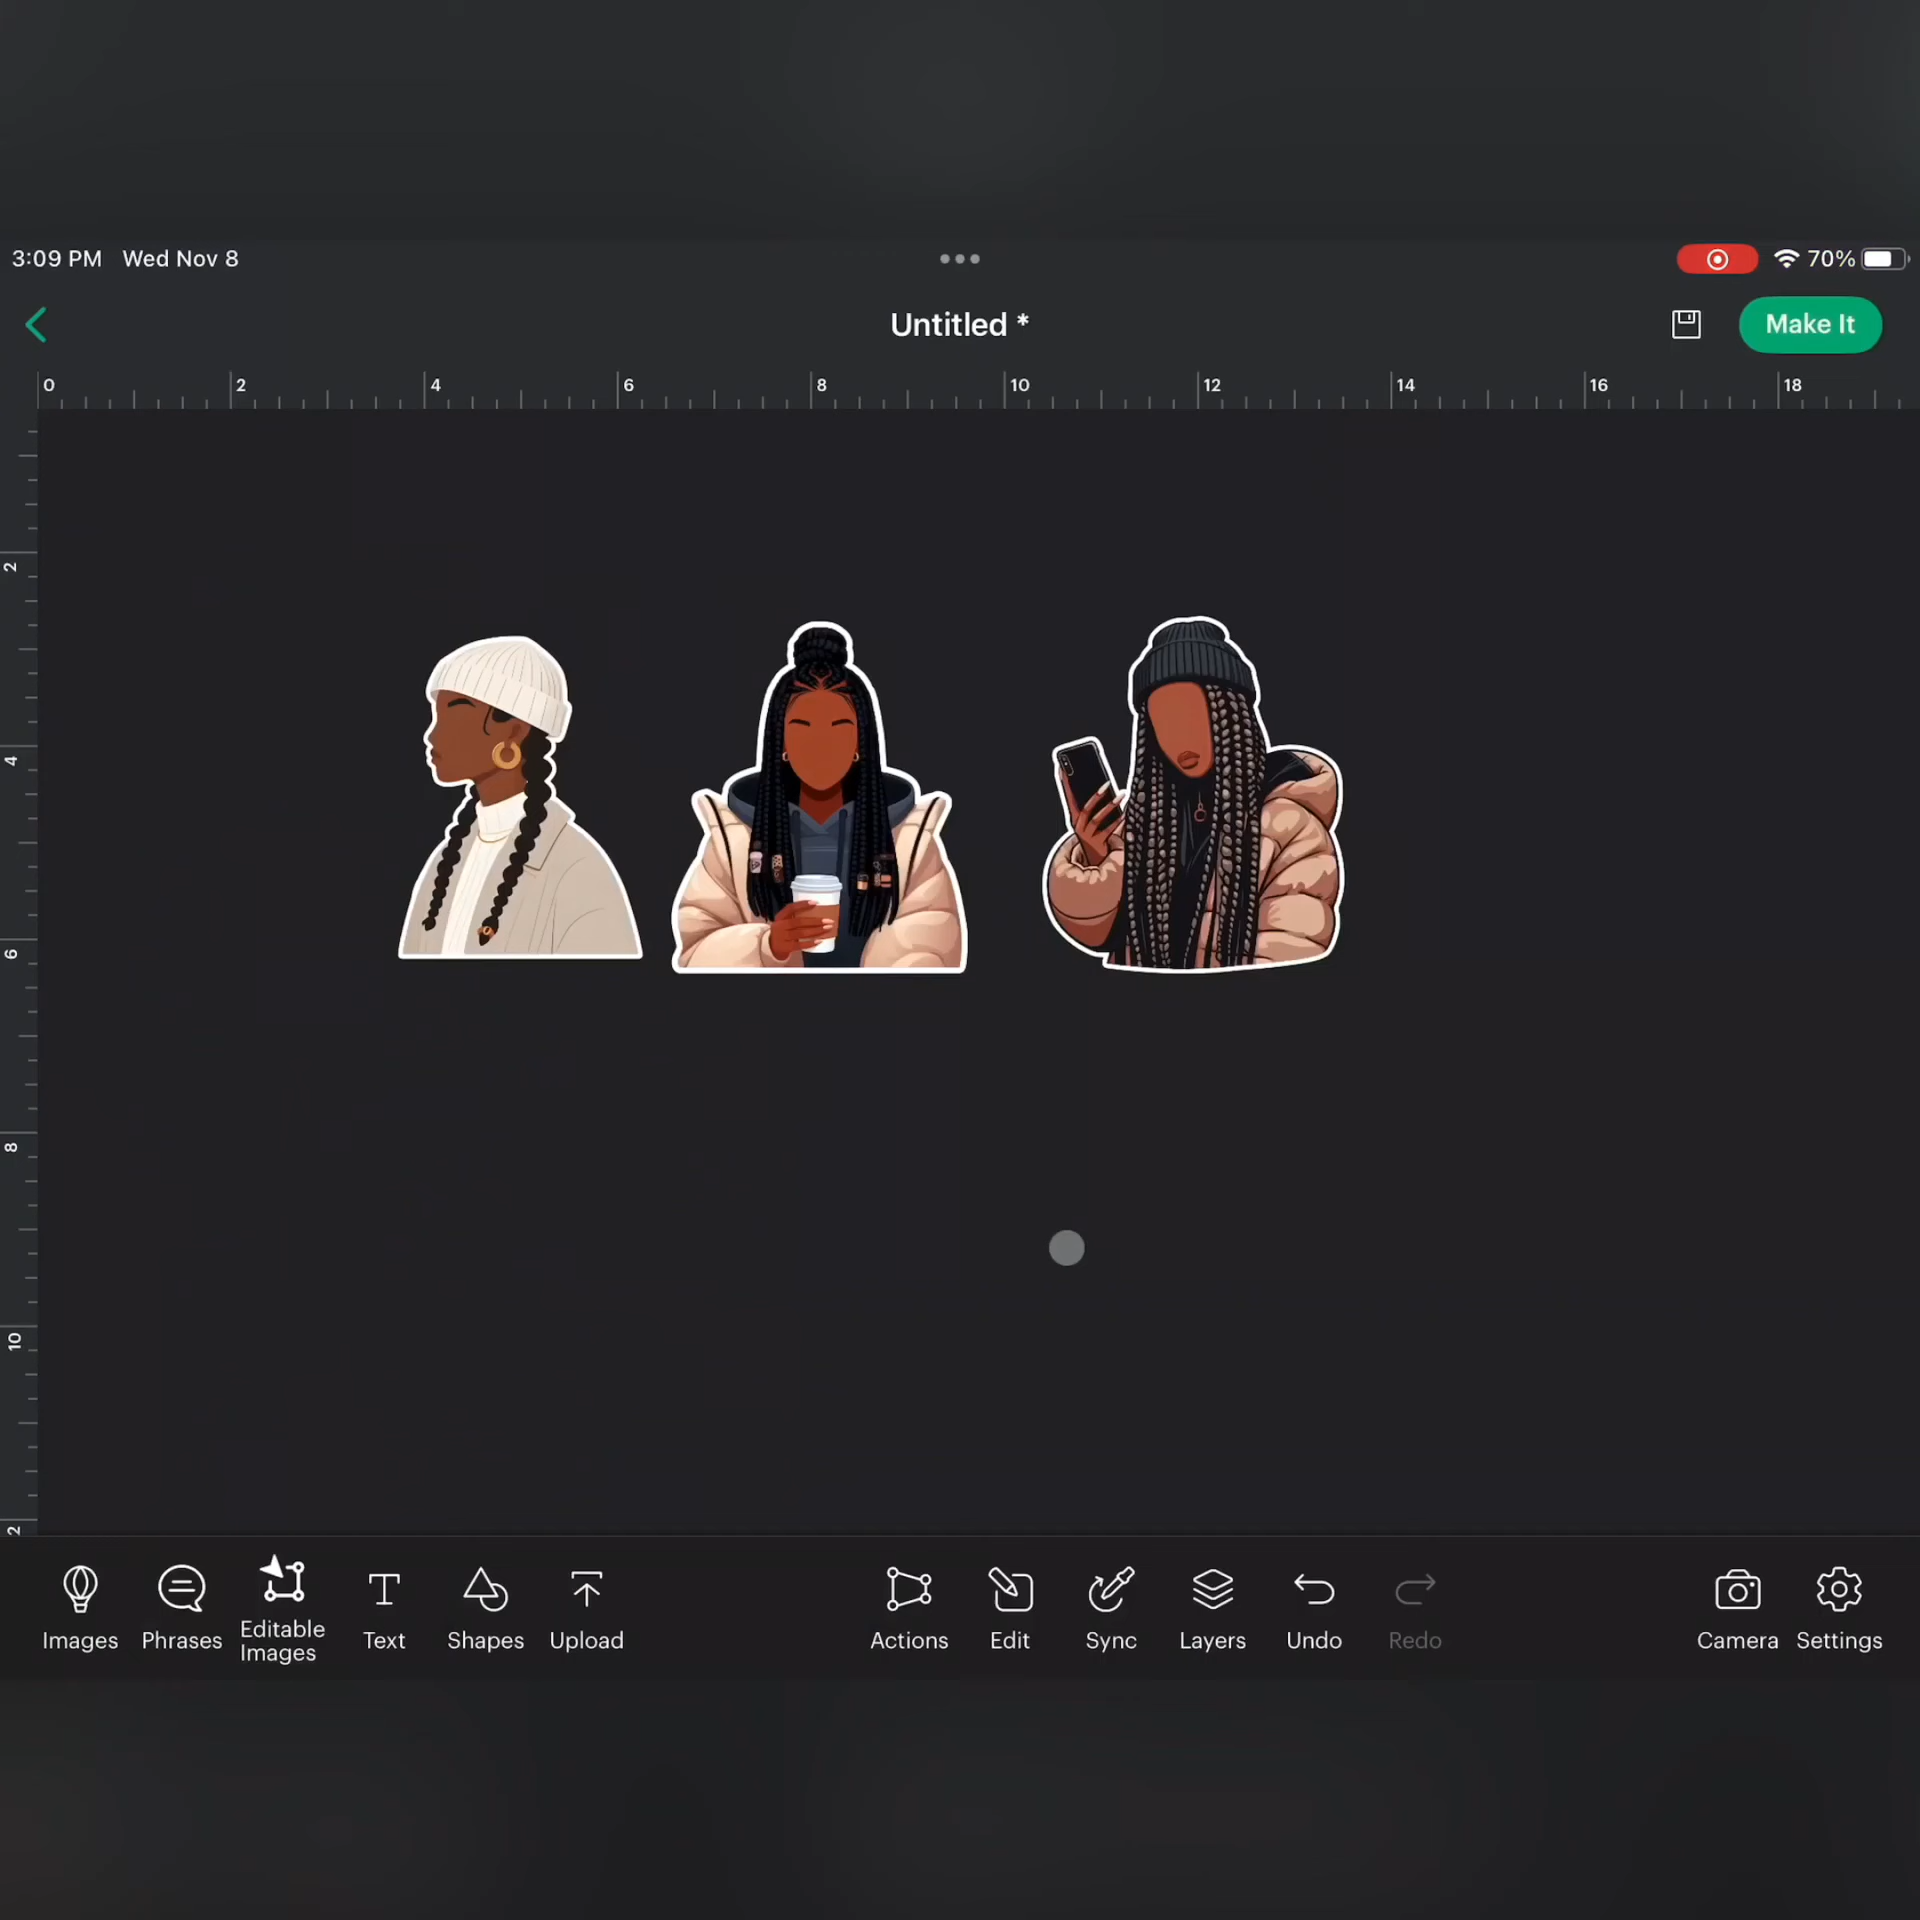 3:09 PM Wed Nov 8
70%
Untitled *
Make It
0 2 4 6 8 10 12 14 16 18
2
4
6
8
10
2
Images Phrases Editable Images Text Shapes Upload Actions Edit Sync Layers Undo Redo Camera Settings